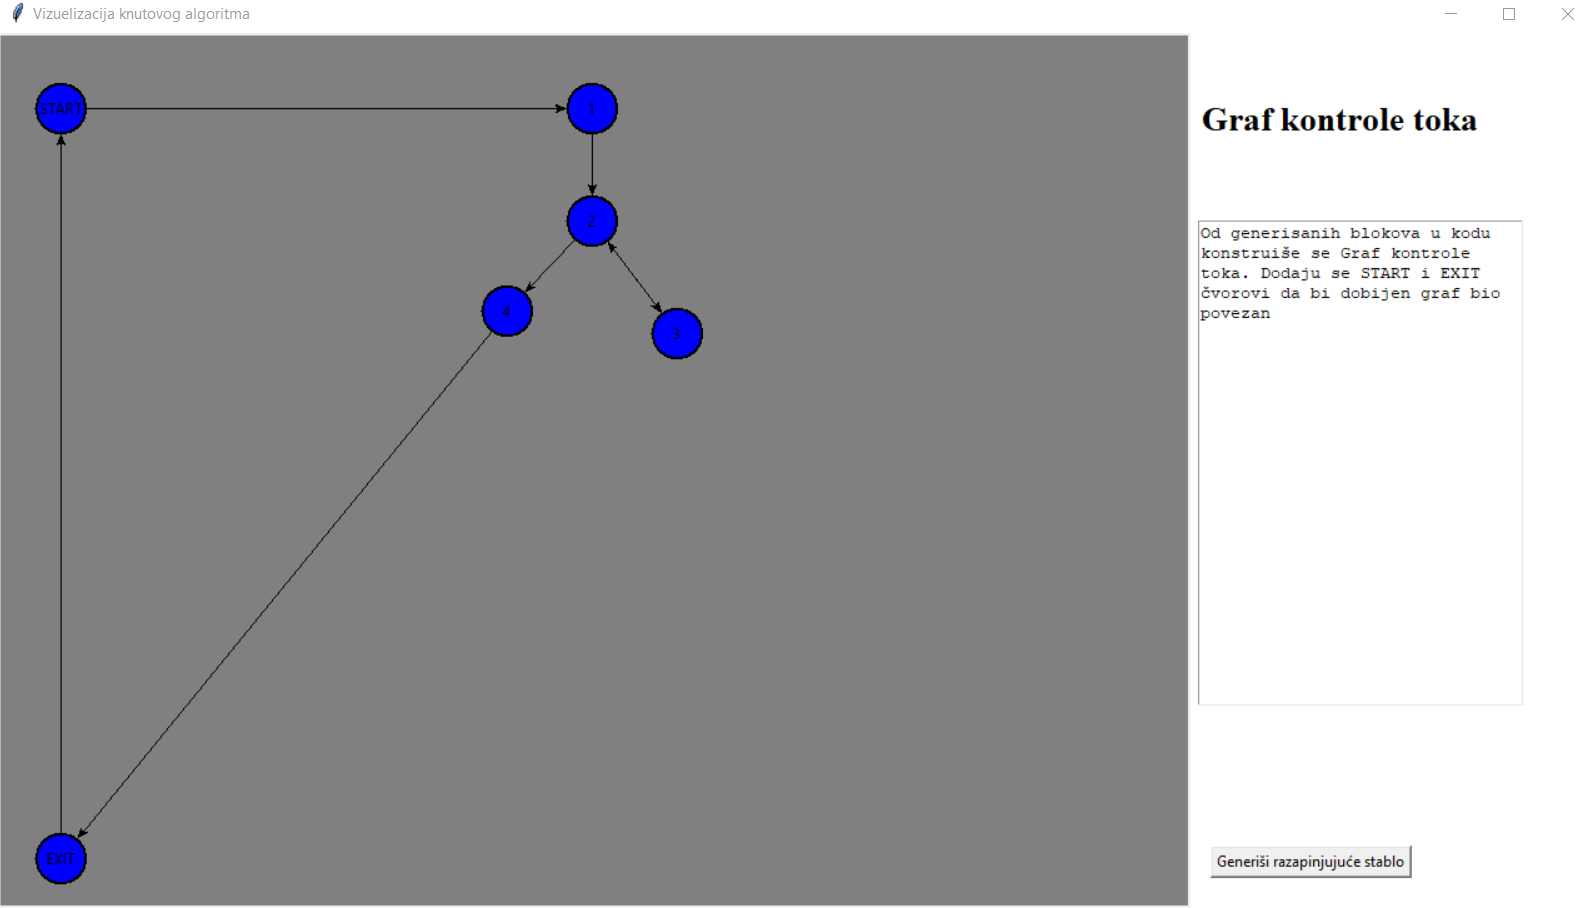 Vizuelizacija knutovog algoritma
START
1
Graf kontrole toka
2
Od generisanih blokova u kodu
konstruiše se Graf kontrole
toka. Dodaju se START i EXIT
čvorovi da bi dobijen graf bio
povezan
4
3
EXIT
Generiši razapinjujuće stablo